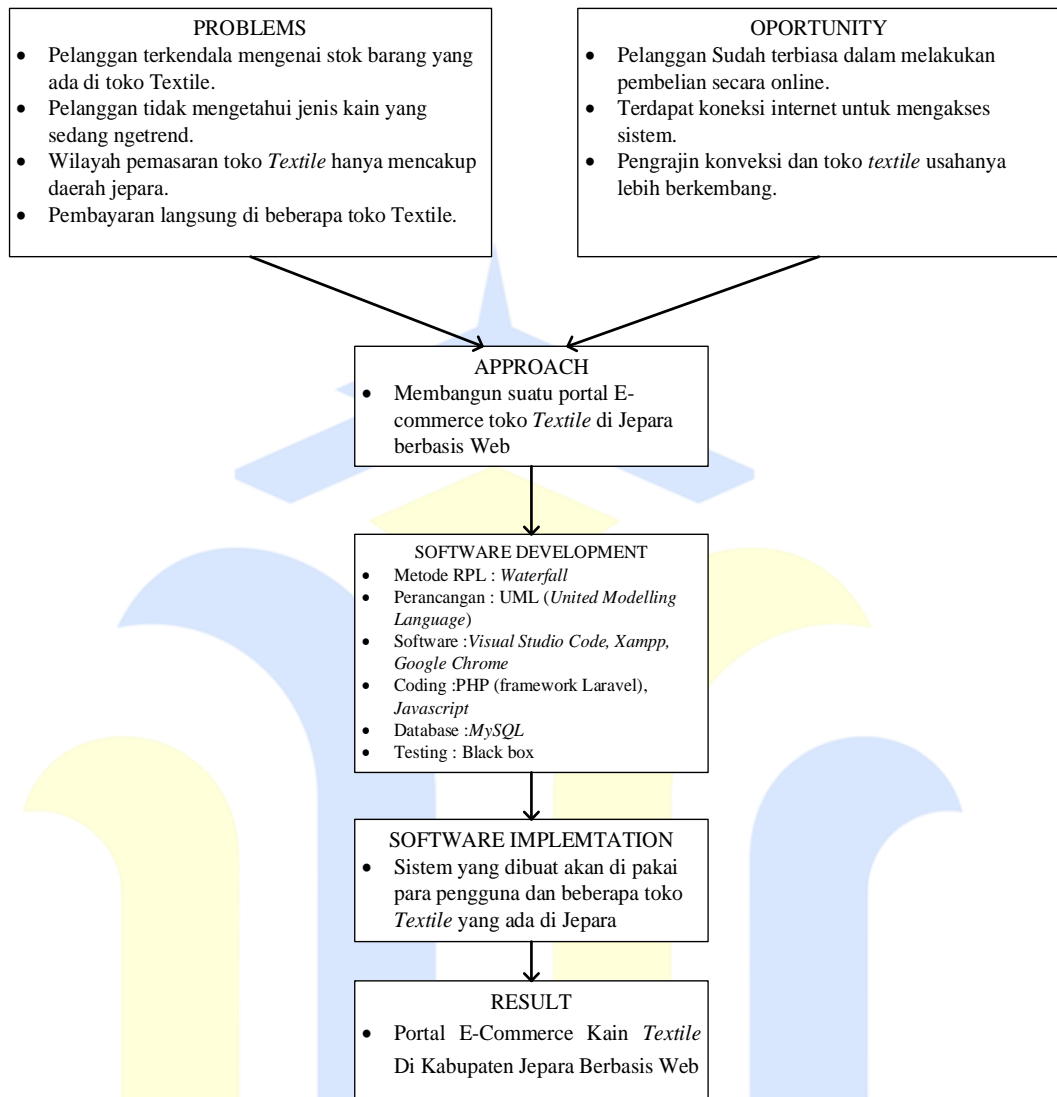 PROBLEMS
• Pelanggan terkendala mengenai stok barang yang
ada di toko Textile.
• Pelanggan tidak mengetahui jenis kain yang
sedang ngetrend.
• Wilayah pemasaran toko Textile hanya mencakup
daerah jepara.
• Pembayaran langsung di beberapa toko Textile.
OPORTUNITY
• Pelanggan Sudah terbiasa dalam melakukan
pembelian secara online.
• Terdapat koneksi internet untuk mengakses
sistem.
• Pengrajin konveksi dan toko textile usahanya
lebih berkembang.
APPROACH
• Membangun suatu portal E-
commerce toko Textile di Jepara
berbasis Web
SOFTWARE DEVELOPMENT
• Metode RPL : Waterfall
• Perancangan : UML (United Modelling
Language)
• Software :Visual Studio Code, Xampp,
Google Chrome
• Coding :PHP (framework Laravel),
Javascript
• Database :MySQL
• Testing : Black box
SOFTWARE IMPLEMTATION
• Sistem yang dibuat akan di pakai
para pengguna dan beberapa toko
Textile yang ada di Jepara
RESULT
• Portal E-Commerce Kain Textile
Di Kabupaten Jepara Berbasis Web